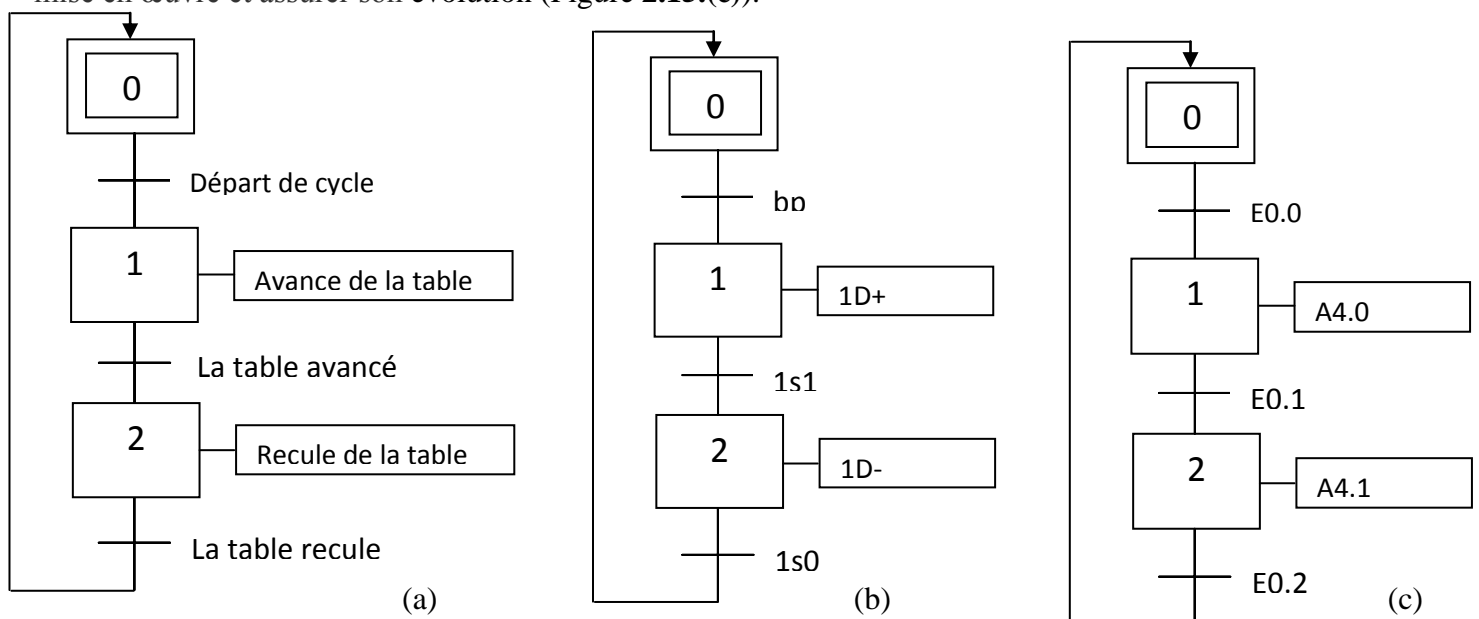 mise en œuvre et assurer son évolution (Figure 2.13.(c)).
0
Départ de cycle
1
Avance de la table
La table avancé
2
Recule de la table
La table recule
(a)
0
bp
1
1D+
1s1
2
1D-
1s0
(b)
0
E0.0
1
A4.0
E0.1
2
A4.1
E0.2
(c)